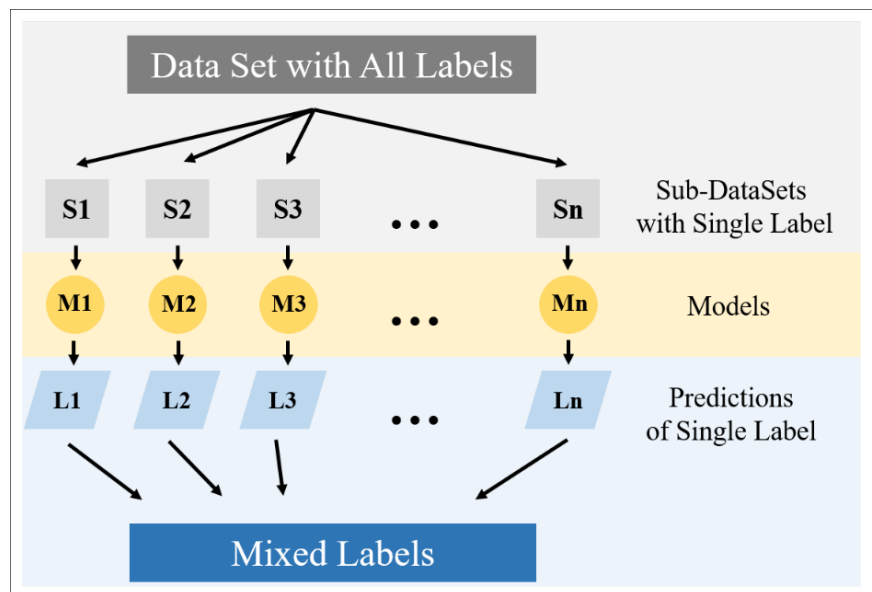 Data Set with All Labels
S1 S2 S3 ... Sn
Sub-DataSets
with Single Label
M1 M2 M3 ... Mn
Models
L1 L2 L3 ... Ln
Predictions
of Single Label
Mixed Labels